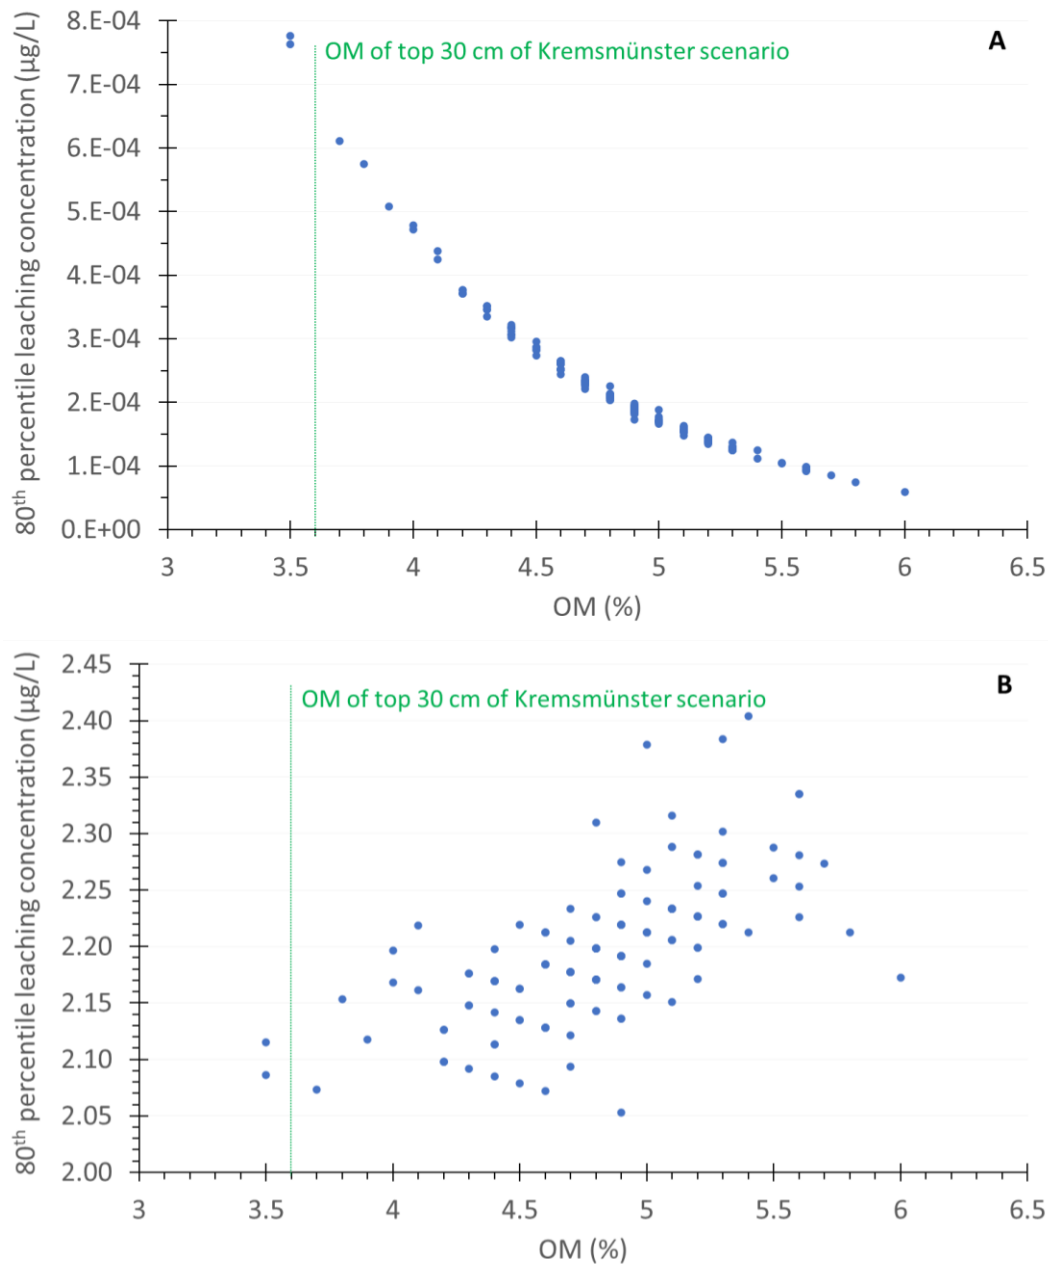 8.E-04
OM of top 30 cm of Kremsmünster scenario
A
7.E-04
6.E-04
5.E-04
4.E-04
3.E-04
2.E-04
1.E-04
0.E+00
80th percentile leaching concentration (µg/L)
3 3.5 4 4.5 5 5.5 6 6.5
OM (%)
2.45
OM of top 30 cm of Kremsmünster scenario
B
2.40
2.35
2.30
2.25
2.20
2.15
2.10
2.05
2.00
80th percentile leaching concentration (µg/L)
3 3.5 4 4.5 5 5.5 6 6.5
OM (%)